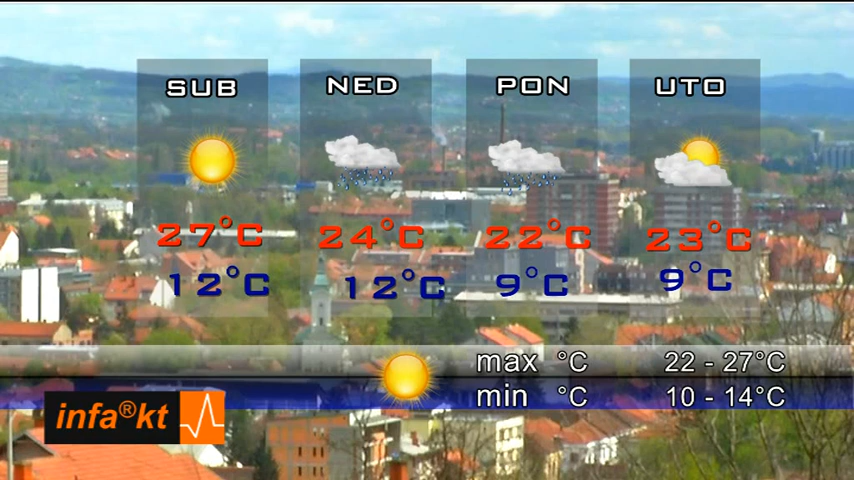 SUB NED PON UTO
27°C 24°C 22°C 23°C
12°C 12°C 9°C 9°C
max °C 22 - 27°C
min °C 10 - 14°C
infa®kt